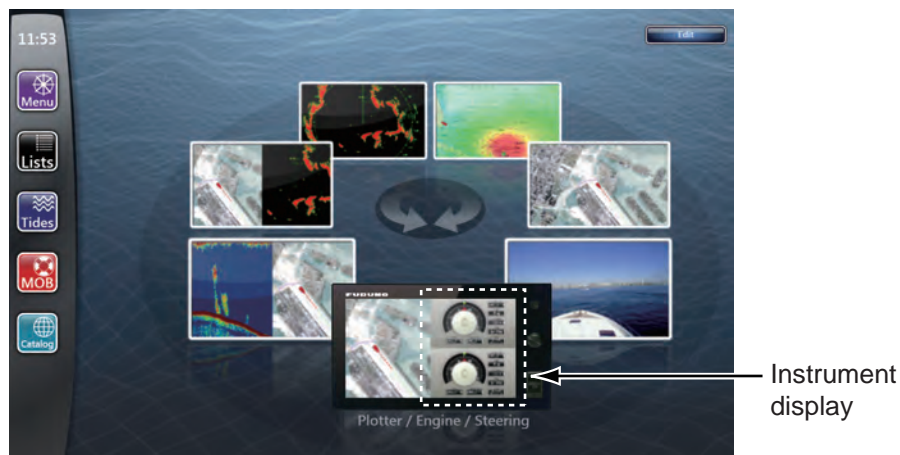 11:53
Edit
Menu
Lists
Tides
MOB
Catalog
FURUNO
Plotter / Engine / Steering
Instrument
display